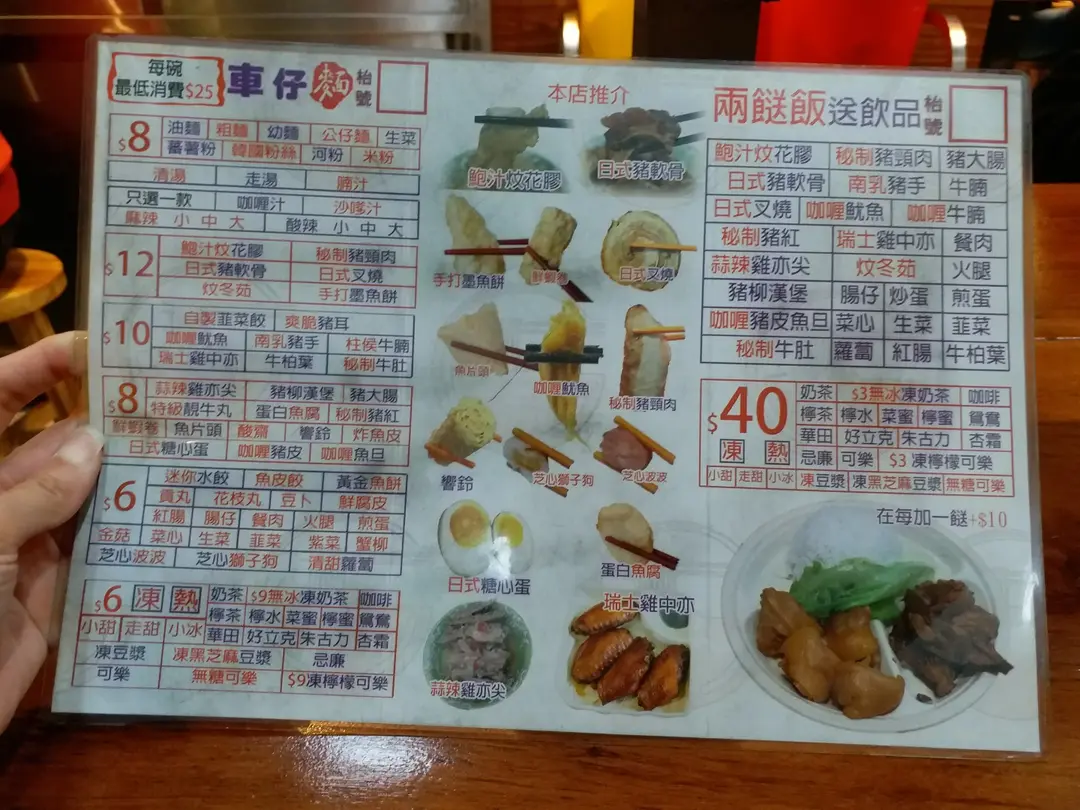 每碗
最低消費$25
車仔麵 枱號
$8 油麵 粗麵 幼麵 公仔麵 生菜
蕃薯粉 韓國粉絲 河粉 米粉
清湯 走湯 腩汁
只選一款 咖喱汁 沙嗲汁
麻辣 小 中 大 酸辣 小 中 大
$12 鮑汁炆花膠 秘制豬頸肉
日式豬軟骨 日式叉燒
炆冬茹 手打墨魚餅
$10 自製韮菜餃 爽脆豬耳
咖喱魷魚 南乳豬手 柱侯牛腩
瑞士雞中亦 牛柏葉 秘制牛肚
$8 蒜辣雞亦尖 豬柳漢堡 豬大腸
特級靚牛丸 蛋白魚腐 秘制豬紅
鮮蝦卷 魚片頭 酸齋 響鈴 炸魚皮
日式糖心蛋 咖喱豬皮 咖喱魚旦
$6 迷你水餃 魚皮餃 黃金魚餅
貢丸 花枝丸 豆卜 鮮腐皮
紅腸 腸仔 餐肉 火腿 煎蛋
金菇 菜心 生菜 韮菜 紫菜 蟹柳
芝心波波 芝心獅子狗 清甜蘿蔔
$6 凍 熱 奶茶 $9無冰凍奶茶 咖啡
檸茶 檸水 菜蜜 檸蜜 鴛鴦
小甜 走甜 小冰 華田 好立克 朱古力 杏霜
凍豆漿 凍黑芝麻豆漿 忌廉
可樂 無糖可樂 $9凍檸檬可樂
本店推介
鮑汁炆花膠 日式豬軟骨
手打墨魚餅 鮮蝦卷 日式叉燒
魚片頭 咖喱魷魚 秘制豬頸肉
響鈴 芝心獅子狗 芝心波波
日式糖心蛋 蛋白魚腐
蒜辣雞亦尖 瑞士雞中亦
兩餸飯送飲品 枱號
鮑汁炆花膠 秘制豬頸肉 豬大腸
日式豬軟骨 南乳豬手 牛腩
日式叉燒 咖喱魷魚 咖喱牛腩
秘制豬紅 瑞士雞中亦 餐肉
蒜辣雞亦尖 炆冬茹 火腿
豬柳漢堡 腸仔 炒蛋 煎蛋
咖喱豬皮魚旦 菜心 生菜 韮菜
秘制牛肚 蘿蔔 紅腸 牛柏葉
$40 奶茶 $3無冰凍奶茶 咖啡
檸茶 檸水 菜蜜 檸蜜 鴛鴦
凍 熱 華田 好立克 朱古力 杏霜
忌廉 可樂 $3凍檸檬可樂
小甜 走甜 小冰 凍豆漿 凍黑芝麻豆漿 無糖可樂
在每加一餸+$10